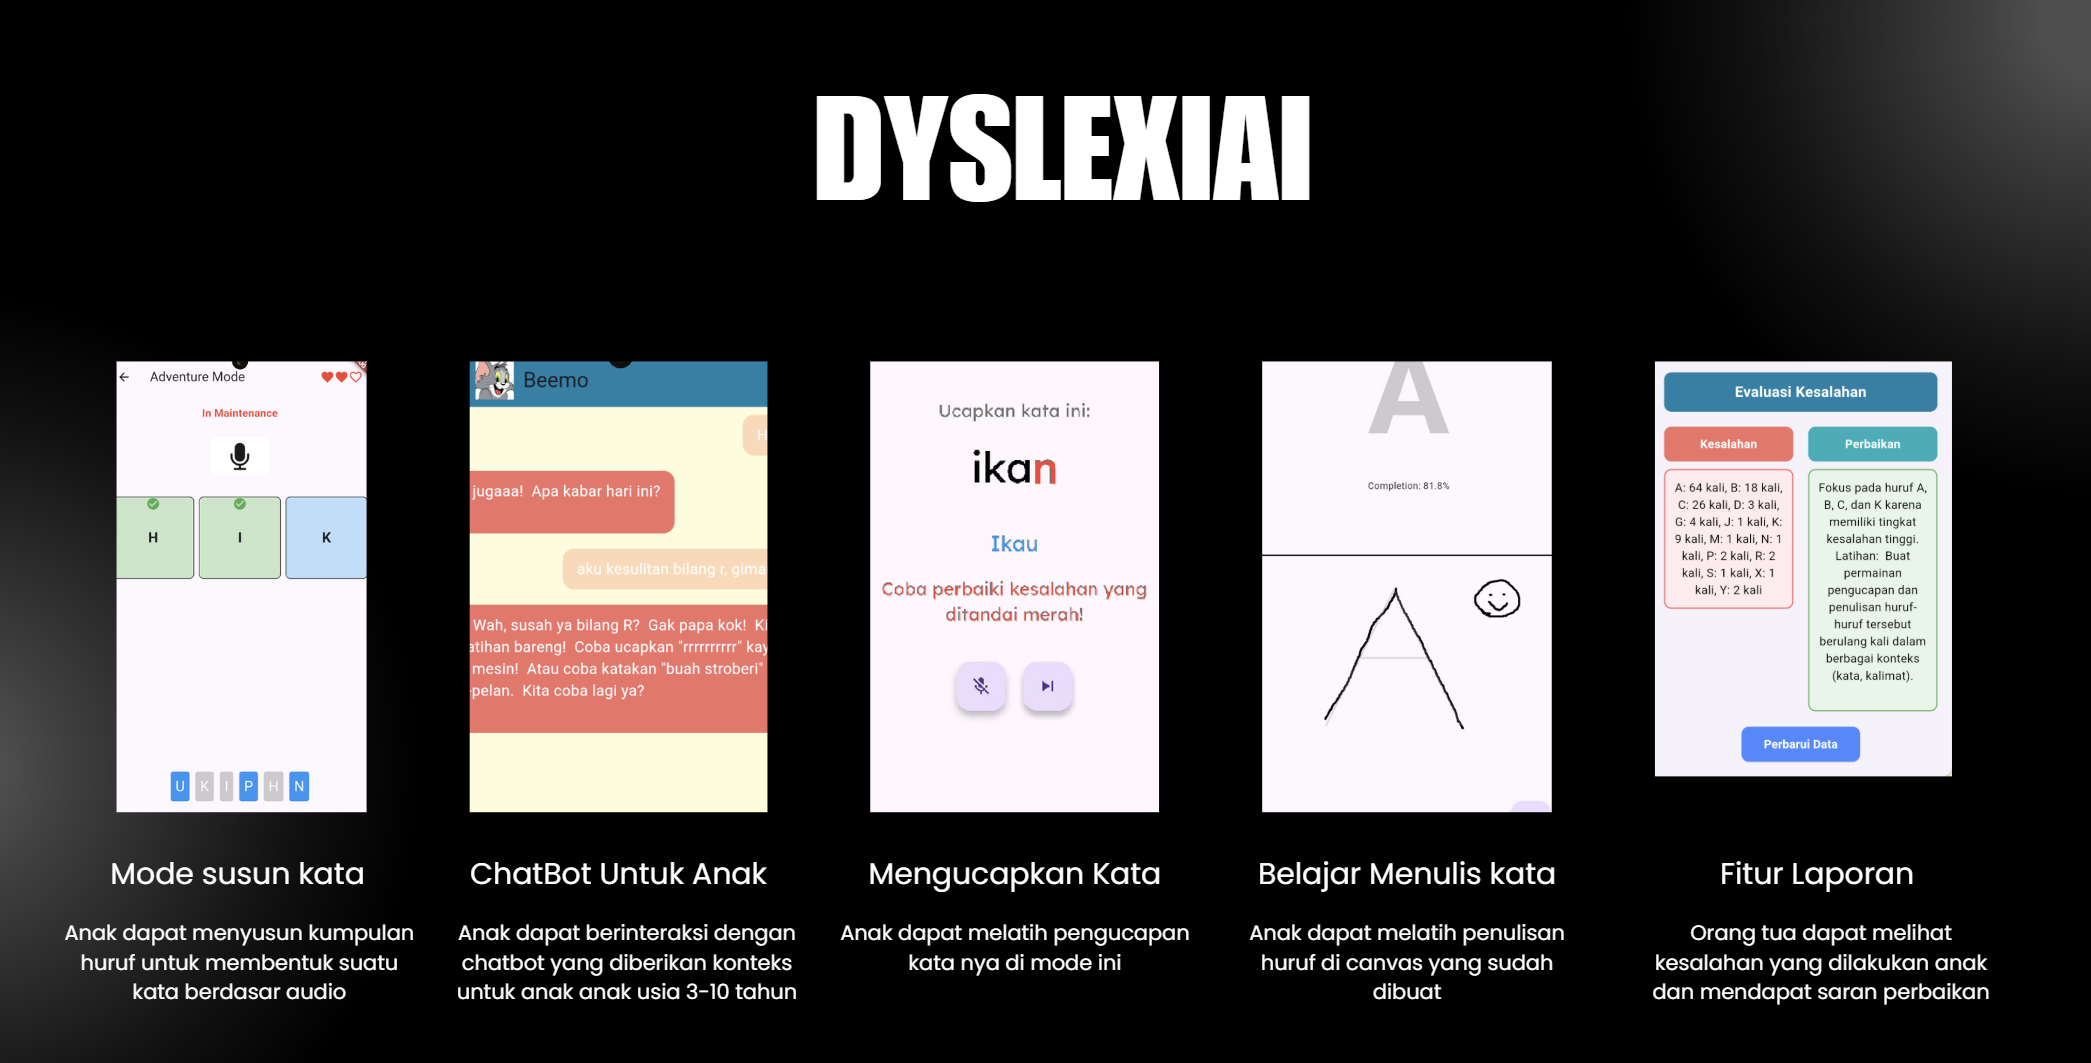 DYSLEXIAI
Adventure Mode
In Maintenance
H I K
U K I P H N
Mode susun kata
Anak dapat menyusun kumpulan
huruf untuk membentuk suatu
kata berdasar audio
Beemo
H
jugaaa! Apa kabar hari ini?
aku kesulitan bilang r, gima
Wah, susah ya bilang R? Gak papa kok! Ki
atihan bareng! Coba ucapkan "rrrrrrrrrr" kay
mesin! Atau coba katakan "buah stroberi"
-pelan. Kita coba lagi ya?
ChatBot Untuk Anak
Anak dapat berinteraksi dengan
chatbot yang diberikan konteks
untuk anak anak usia 3-10 tahun
Ucapkan kata ini:
ikan
Ikau
Coba perbaiki kesalahan yang
ditandai merah!
Mengucapkan Kata
Anak dapat melatih pengucapan
kata nya di mode ini
A
Completion: 81.8%
Belajar Menulis kata
Anak dapat melatih penulisan
huruf di canvas yang sudah
dibuat
Evaluasi Kesalahan
Kesalahan
A: 64 kali, B: 18 kali,
C: 26 kali, D: 3 kali,
G: 4 kali, J: 1 kali, K:
9 kali, M: 1 kali, N: 1
kali, P: 2 kali, R: 2
kali, S: 1 kali, X: 1
kali, Y: 2 kali
Perbaikan
Fokus pada huruf A,
B, C, dan K karena
memiliki tingkat
kesalahan tinggi.
Latihan: Buat
permainan
pengucapan dan
penulisan huruf-
huruf tersebut
berulang kali dalam
berbagai konteks
(kata, kalimat).
Perbarui Data
Fitur Laporan
Orang tua dapat melihat
kesalahan yang dilakukan anak
dan mendapat saran perbaikan